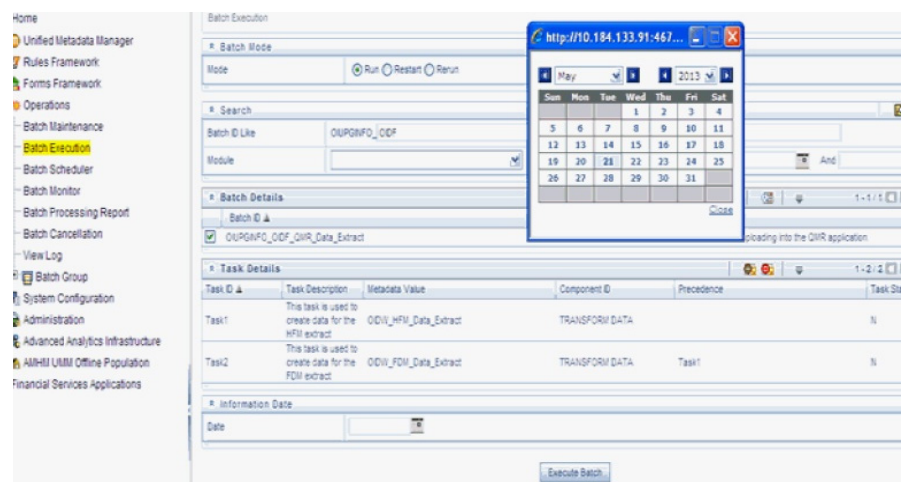 Home
Unified Metadata Manager
Rules Framework
Forms Framework
Operations
Batch Maintenance
Batch Execution
Batch Scheduler
Batch Monitor
Batch Processing Report
Batch Cancellation
View Log
Batch Group
System Configuration
Administration
Advanced Analytics Infrastructure
AMHM UMM Offline Population
Financial Services Applications
Batch Execution
Batch Mode
Mode Run Restart Rerun
Search
Batch ID Like OIDF
Module And
Batch Details 1-1/1
Batch ID
uploading into the QMR application
Task Details 1-2/2
Task ID Task Description Metadata Value Component ID Precedence Task Sta
Task1 This task is used to create data for the HFM extract OIDW_HFM_Data_Extract TRANSFORM DATA N
Task2 This task is used to create data for the FDM extract OIDW_FDM_Data_Extract TRANSFORM DATA Task1 N
Information Date
Date
Execute Batch
http://10.184.133.91:467...
May 2013
Sun Mon Tue Wed Thu Fri Sat
1 2 3 4
5 6 7 8 9 10 11
12 13 14 15 16 17 18
19 20 21 22 23 24 25
26 27 28 29 30 31
Close